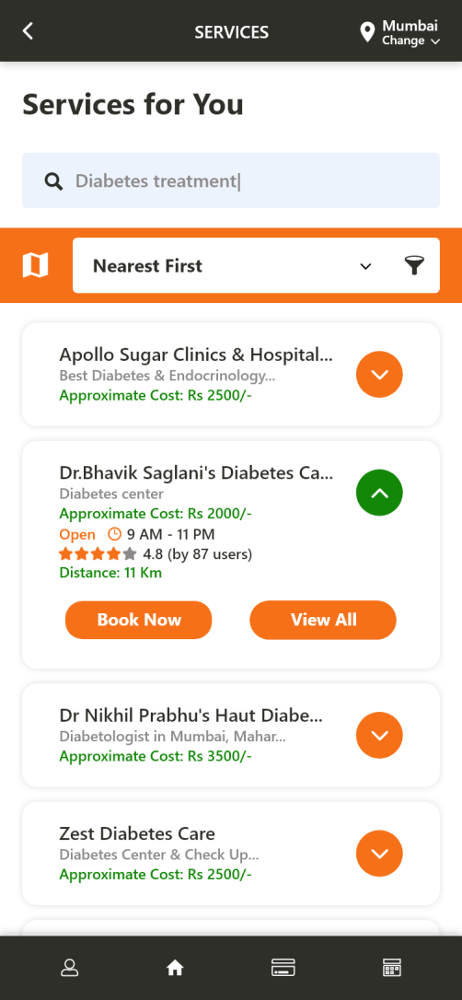 SERVICES
Mumbai
Change
Services for You
Diabetes treatment
Nearest First
Apollo Sugar Clinics & Hospital...
Best Diabetes & Endocrinology...
Approximate Cost: Rs 2500/-
Dr.Bhavik Saglani's Diabetes Ca...
Diabetes center
Approximate Cost: Rs 2000/-
Open 9 AM - 11 PM
4.8 (by 87 users)
Distance: 11 Km
Book Now View All
Dr Nikhil Prabhu's Haut Diabe...
Diabetologist in Mumbai, Mahar...
Approximate Cost: Rs 3500/-
Zest Diabetes Care
Diabetes Center & Check Up...
Approximate Cost: Rs 2500/-